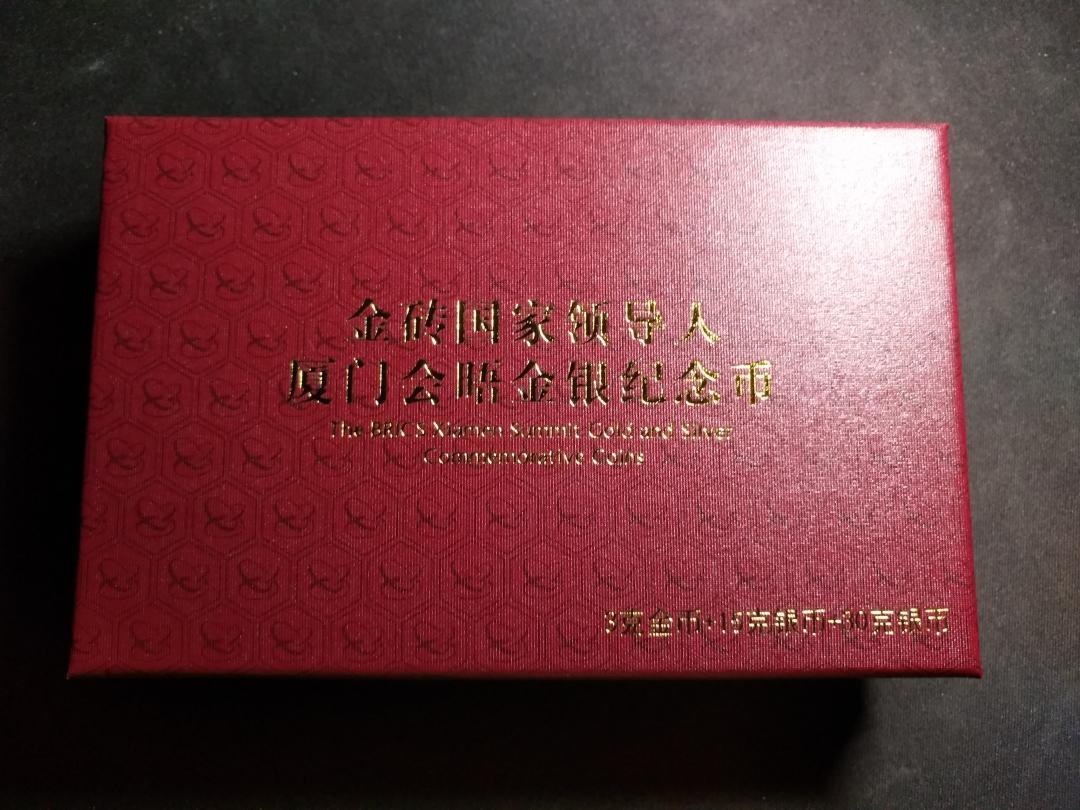 金砖国家领导人
厦门会晤金银纪念币
The BRICS Xiamen Summit Gold and Silver
Commemorative Coins
3克金币+15克银币+30克银币